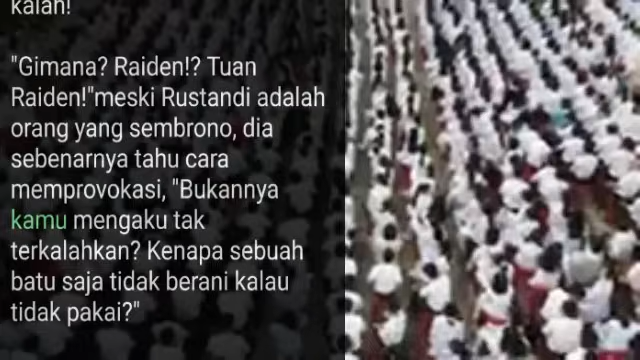 kalah!
"Gimana? Raiden!? Tuan
Raiden!"meski Rustandi adalah
orang yang sembrono, dia
sebenarnya tahu cara
memprovokasi, "Bukannya
kamu mengaku tak
terkalahkan? Kenapa sebuah
batu saja tidak berani kalau
tidak pakai?"